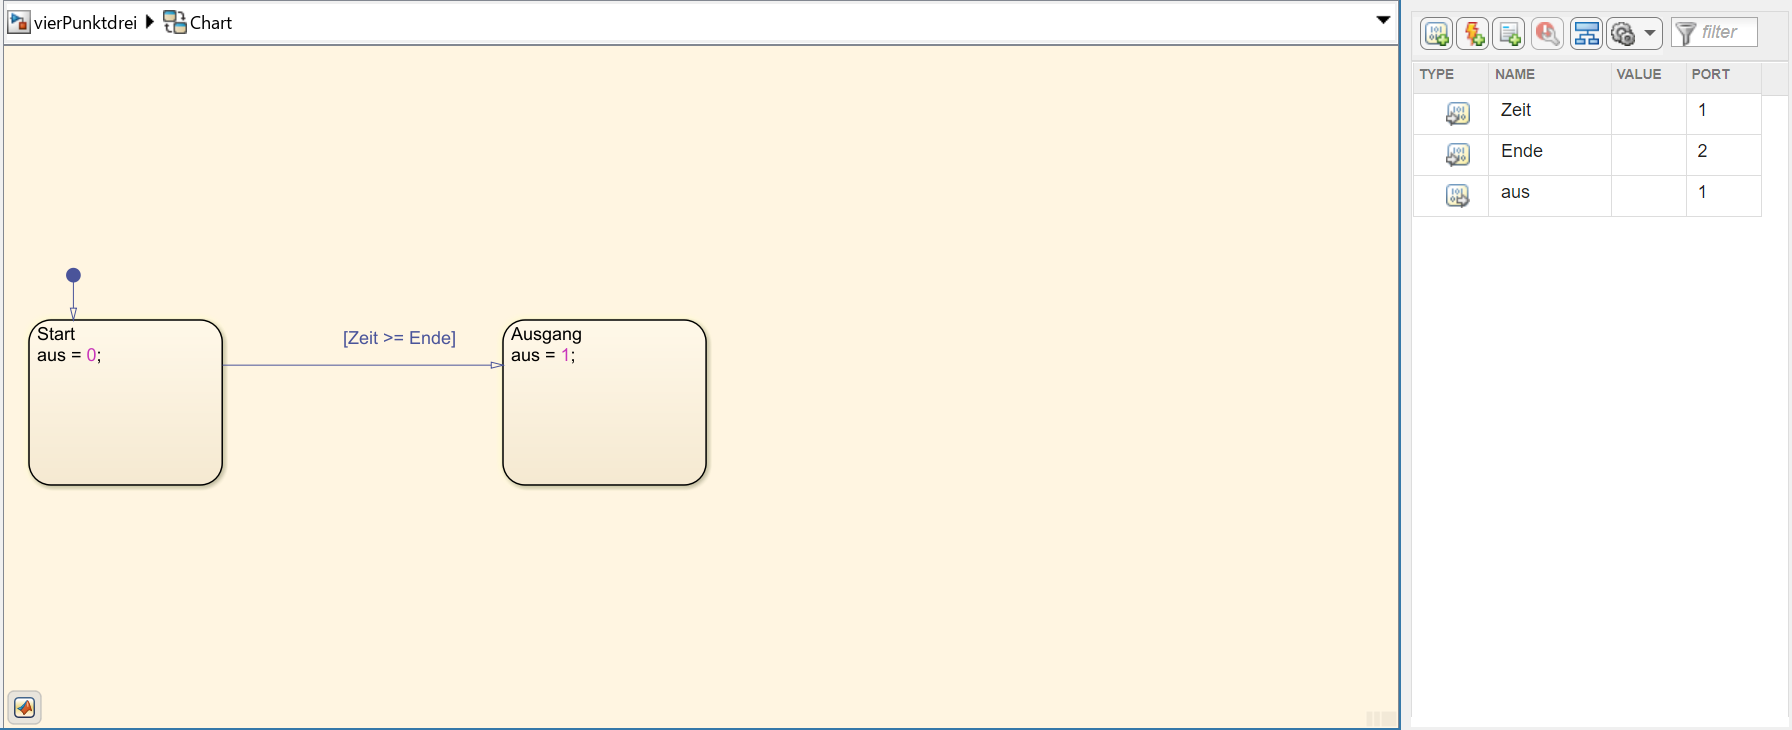 vierPunktdrei Chart
Start
aus = 0;
[Zeit >= Ende]
Ausgang
aus = 1;
filter
TYPE NAME VALUE PORT
Zeit 1
Ende 2
aus 1